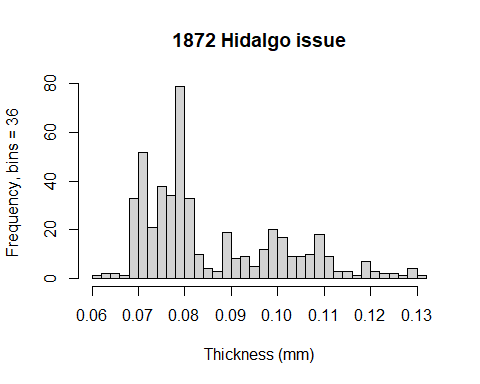 1872 Hidalgo issue
Frequency, bins = 36
80
60
40
20
0
0.06 0.07 0.08 0.09 0.10 0.11 0.12 0.13
Thickness (mm)